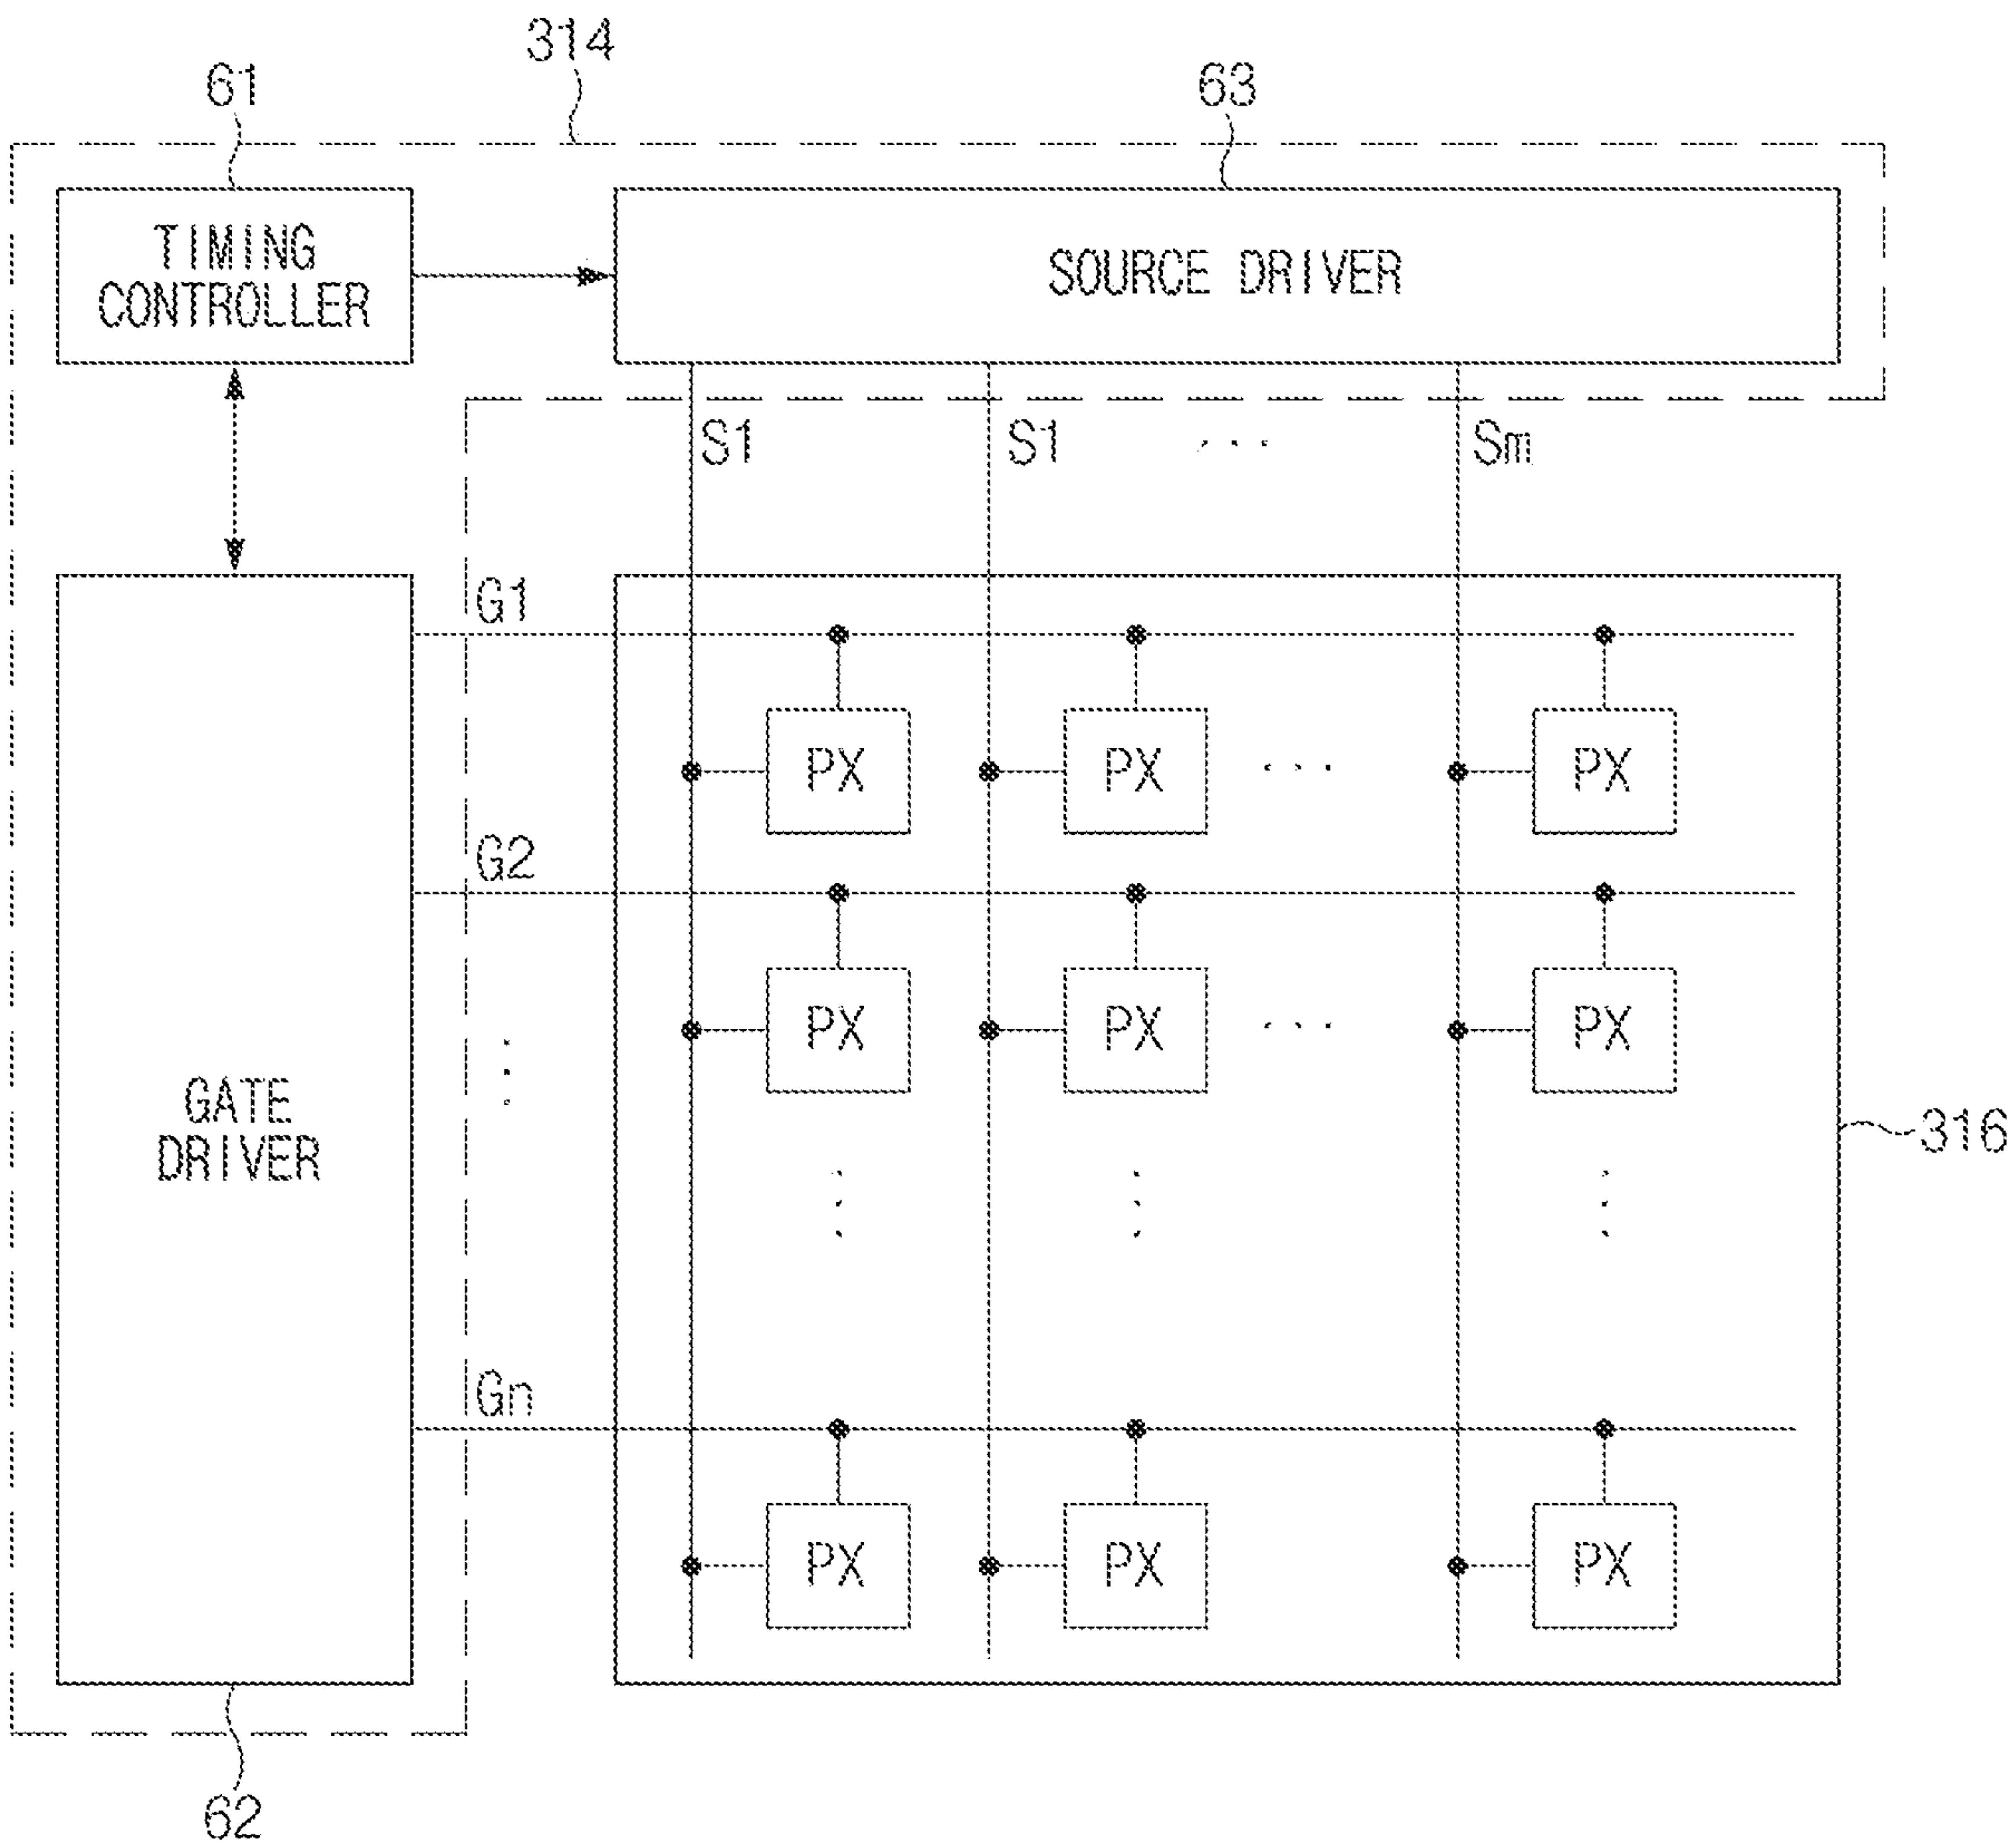 314
61
63
TIMING
CONTROLLER
SOURCE DRIVER
S1 S1 ... Sm
G1
PX PX ... PX
G2
PX PX ... PX
GATE
DRIVER
316
Gn
PX PX PX
62